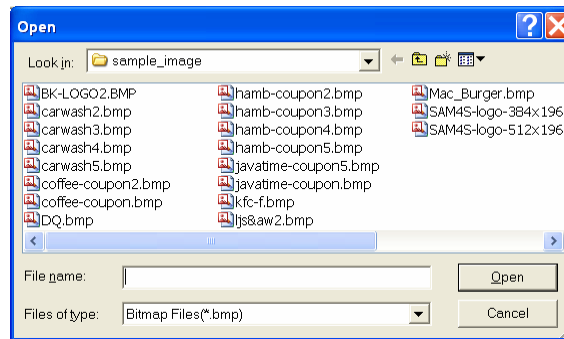 Open
Look in: sample_image
BK-LOGO2.BMP
carwash2.bmp
carwash3.bmp
carwash4.bmp
carwash5.bmp
coffee-coupon2.bmp
coffee-coupon.bmp
DQ.bmp
hamb-coupon2.bmp
hamb-coupon3.bmp
hamb-coupon4.bmp
hamb-coupon5.bmp
javatime-coupon5.bmp
javatime-coupon.bmp
kfc-f.bmp
ljs&aw2.bmp
Mac_Burger.bmp
SAM4S-logo-384x196
SAM4S-logo-512x196
File name:
Open
Files of type: Bitmap Files(*.bmp)
Cancel